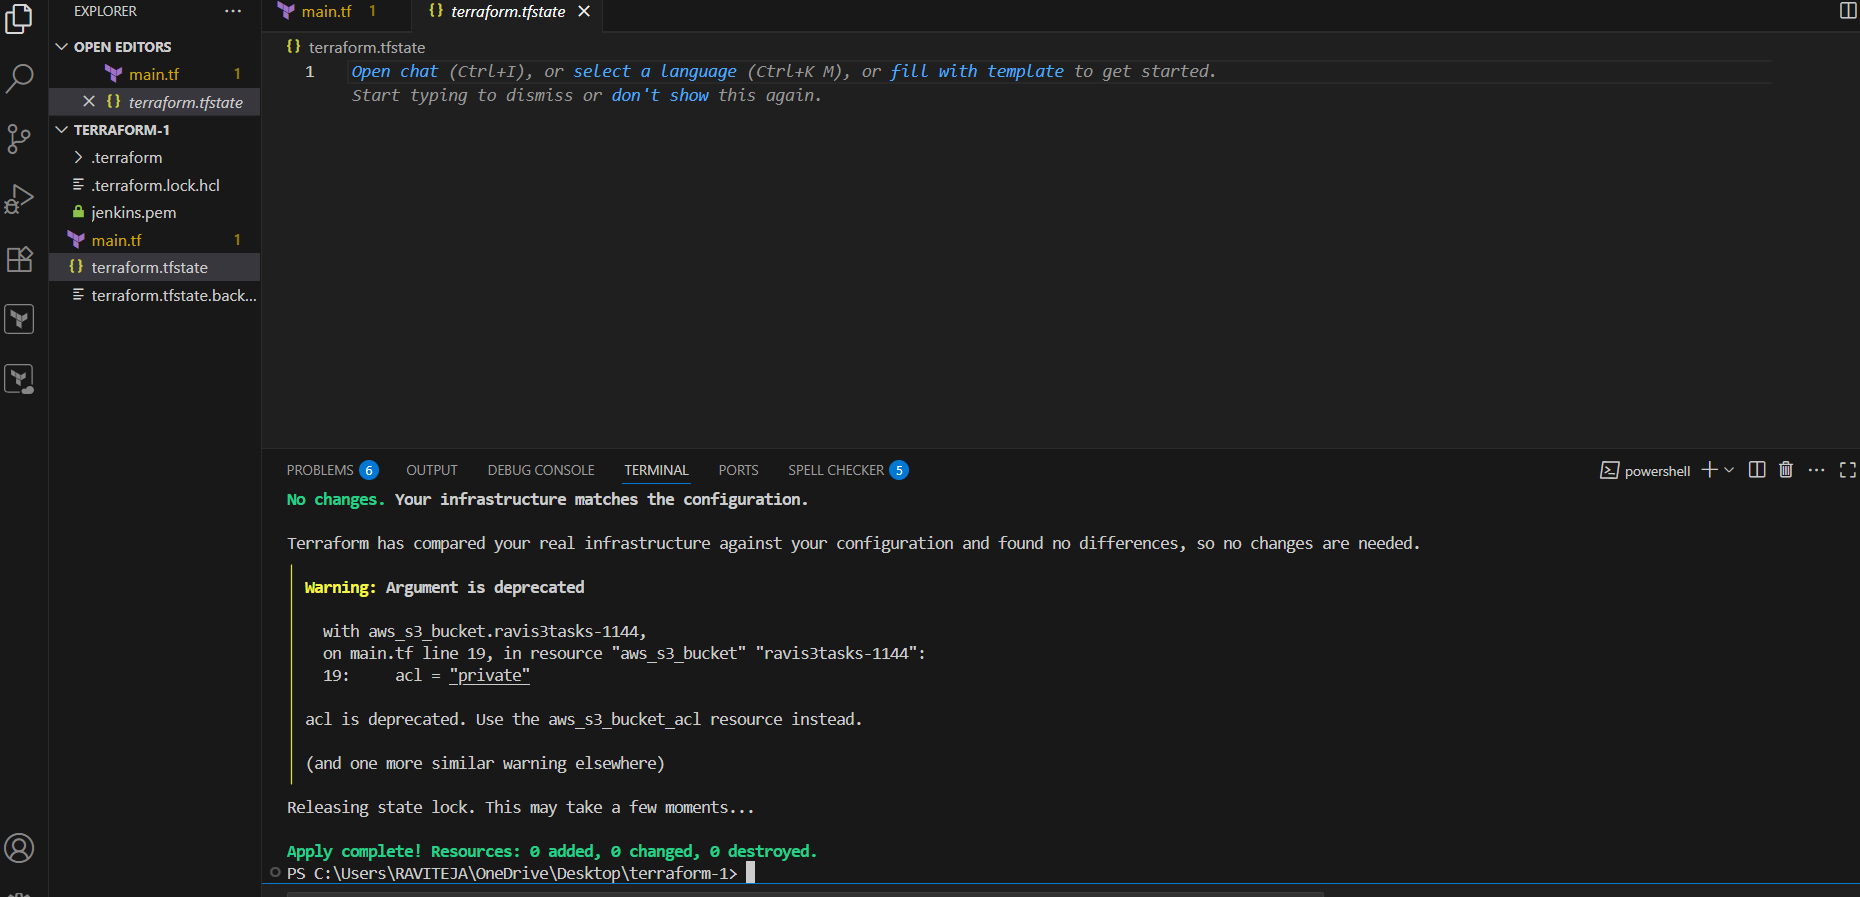 EXPLORER
OPEN EDITORS
main.tf 1
terraform.tfstate
TERRAFORM-1
.terraform
.terraform.lock.hcl
jenkins.pem
main.tf 1
terraform.tfstate
terraform.tfstate.back...
main.tf 1 terraform.tfstate
terraform.tfstate
1 Open chat (Ctrl+I), or select a language (Ctrl+K M), or fill with template to get started.
Start typing to dismiss or don't show this again.
PROBLEMS 6 OUTPUT DEBUG CONSOLE TERMINAL PORTS SPELL CHECKER 5 powershell
No changes. Your infrastructure matches the configuration.
Terraform has compared your real infrastructure against your configuration and found no differences, so no changes are needed.
Warning: Argument is deprecated
with aws_s3_bucket.ravis3tasks-1144,
on main.tf line 19, in resource "aws_s3_bucket" "ravis3tasks-1144":
19: acl = "private"
acl is deprecated. Use the aws_s3_bucket_acl resource instead.
(and one more similar warning elsewhere)
Releasing state lock. This may take a few moments...
Apply complete! Resources: 0 added, 0 changed, 0 destroyed.
PS C:\Users\RAVITEJA\OneDrive\Desktop\terraform-1>